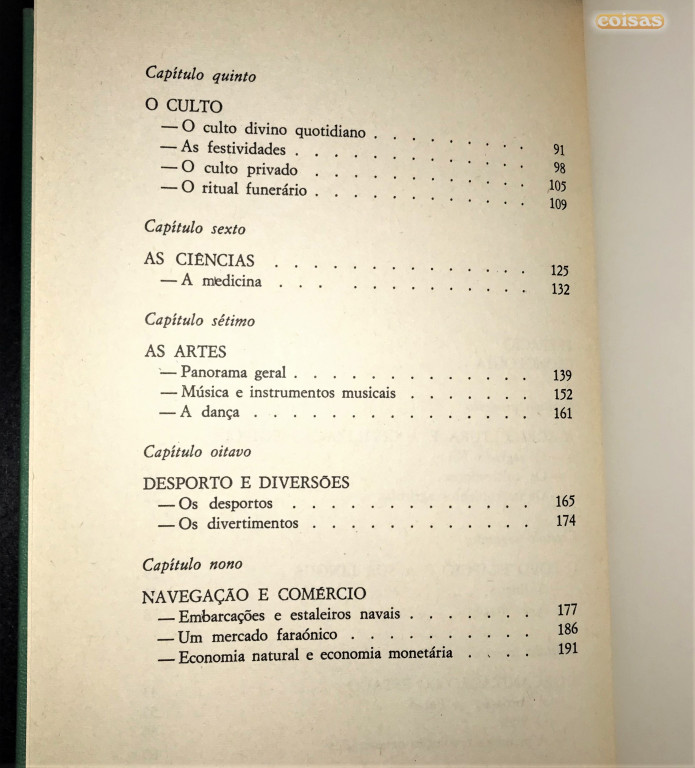 coisas
Capítulo quinto
O CULTO
— O culto divino quotidiano . . . . . . . . 91
— As festividades . . . . . . . . . . . . 98
— O culto privado . . . . . . . . . . . 105
— O ritual funerário . . . . . . . . . . . 109
Capítulo sexto
AS CIÊNCIAS . . . . . . . . . . . . . 125
— A medicina . . . . . . . . . . . . 132
Capítulo sétimo
AS ARTES
— Panorama geral . . . . . . . . . . . . 139
— Música e instrumentos musicais . . . . . . . 152
— A dança . . . . . . . . . . . . . . 161
Capítulo oitavo
DESPORTO E DIVERSÕES
— Os desportos . . . . . . . . . . . . . 165
— Os divertimentos . . . . . . . . . . . 174
Capítulo nono
NAVEGAÇÃO E COMÉRCIO
— Embarcações e estaleiros navais . . . . . . . 177
— Um mercado faraónico . . . . . . . . . . 186
— Economia natural e economia monetária . . . . 191